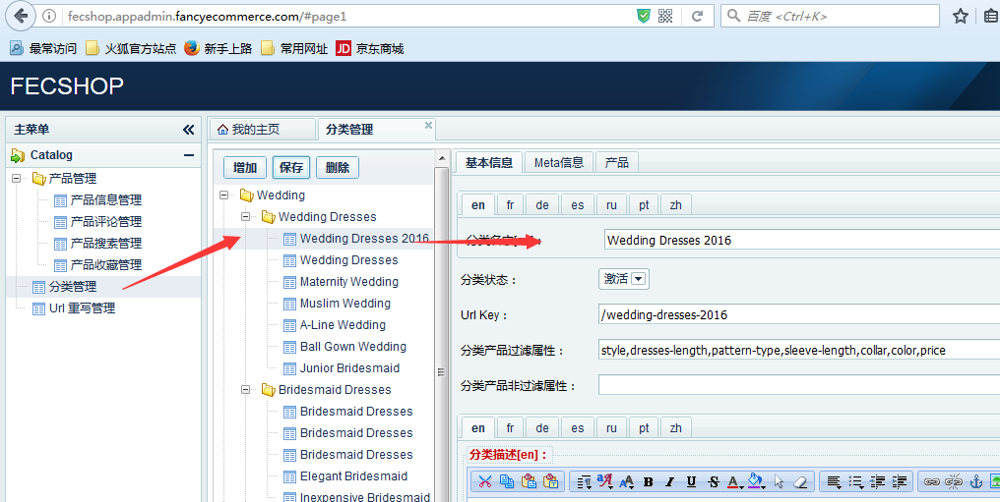 fecshop.appadmin.fancyecommerce.com/#page1
百度 <Ctrl+K>
最常访问 火狐官方站点 新手上路 常用网址 JD 京东商城
FECSHOP
主菜单
Catalog
产品管理
产品信息管理
产品评论管理
产品搜素管理
产品收藏管理
分类管理
Url 重写管理
我的主页 分类管理
增加 保存 删除
Wedding
Wedding Dresses
Wedding Dresses 2016
Wedding Dresses
Maternity Wedding
Muslim Wedding
A-Line Wedding
Ball Gown Wedding
Junior Bridesmaid
Bridesmaid Dresses
Bridesmaid Dresses
Bridesmaid Dresses
Bridesmaid Dresses
Elegant Bridesmaid
Inexpensive Bridesmaid
基本信息 Meta信息 产品
en fr de es ru pt zh
Wedding Dresses 2016
分类状态： 激活
Url Key： /wedding-dresses-2016
分类产品过滤属性： style,dresses-length,pattern-type,sleeve-length,collar,color,price
分类产品非过滤属性：
en fr de es ru pt zh
分类描述[en]：